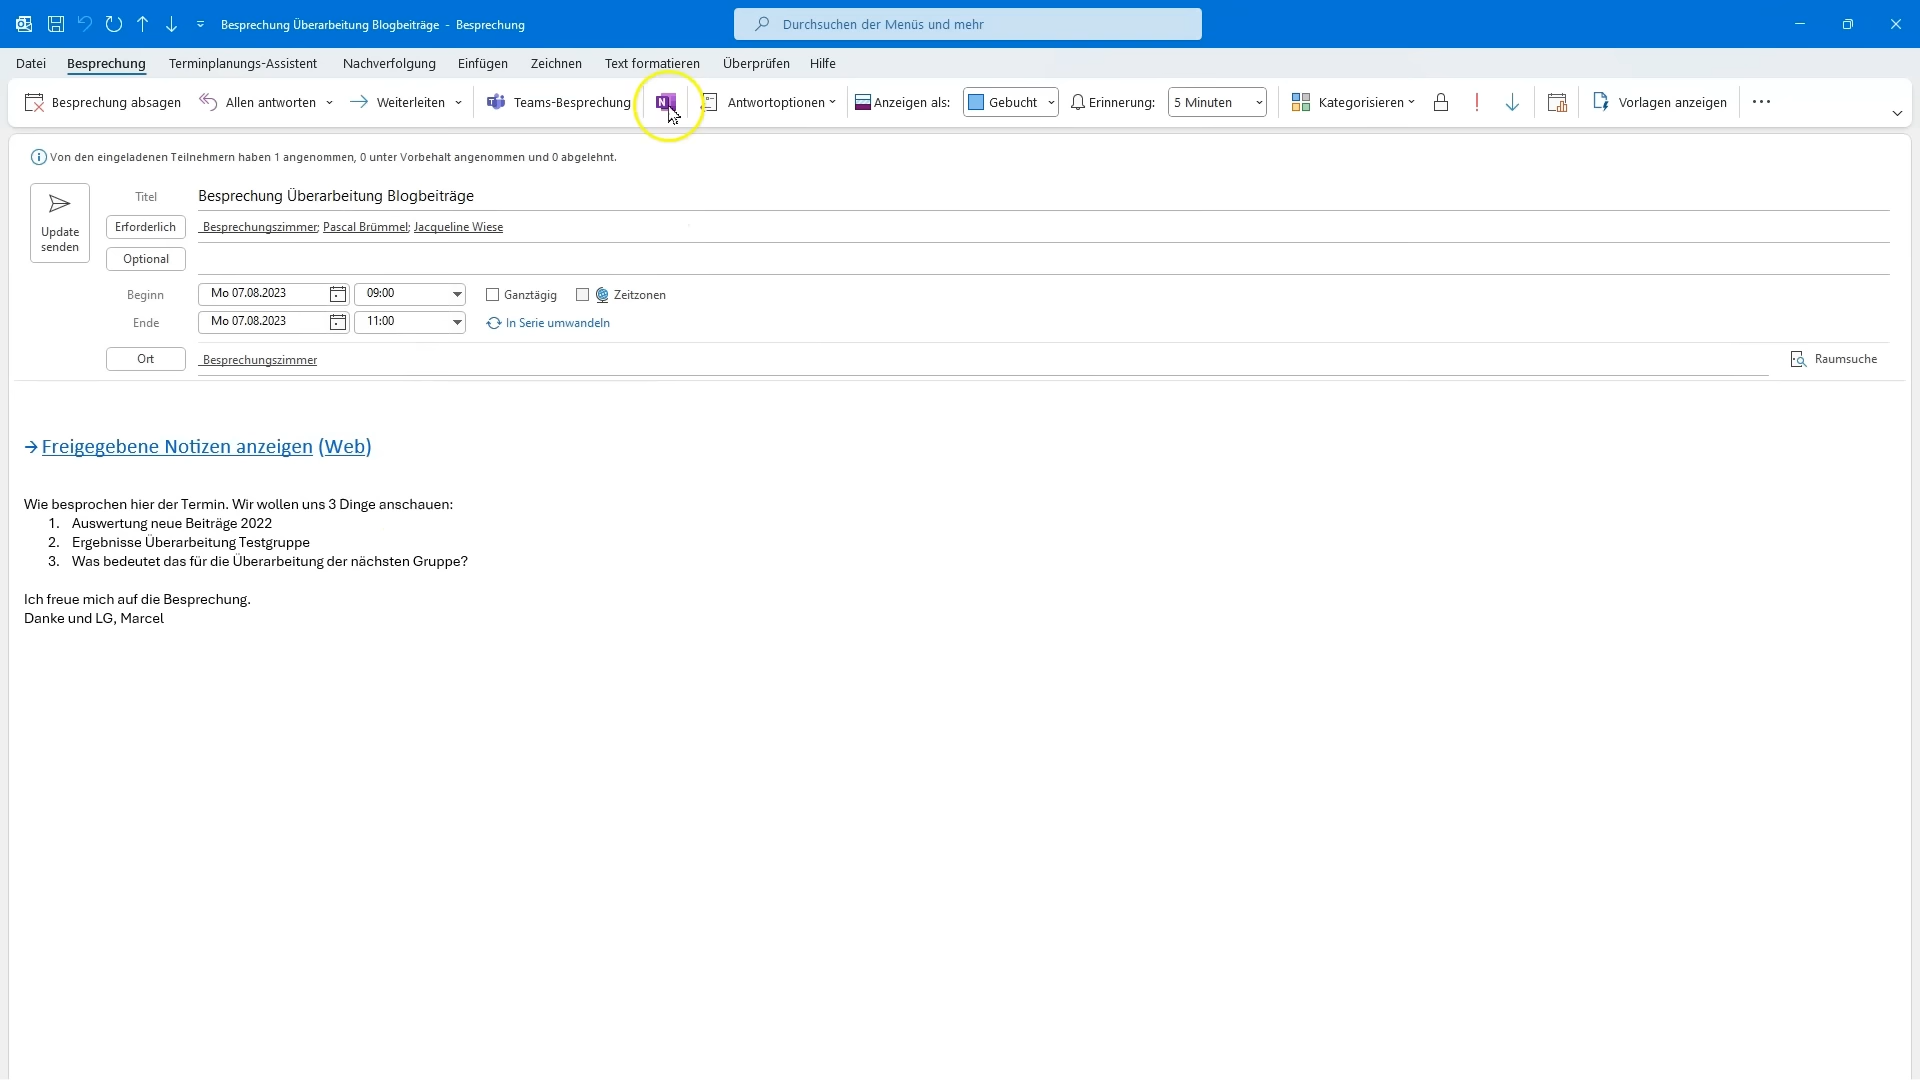 Besprechung Überarbeitung Blogbeiträge - Besprechung
Durchsuchen der Menüs und mehr
Datei Besprechung Terminplanungs-Assistent Nachverfolgung Einfügen Zeichnen Text formatieren Überprüfen Hilfe
Besprechung absagen Allen antworten Weiterleiten Teams-Besprechung N Antwortoptionen Anzeigen als: Gebucht Erinnerung: 5 Minuten Kategorisieren ! Vorlagen anzeigen ...
Von den eingeladenen Teilnehmern haben 1 angenommen, 0 unter Vorbehalt angenommen und 0 abgelehnt.
Update
senden
Titel Besprechung Überarbeitung Blogbeiträge
Erforderlich Besprechungszimmer; Pascal Brümmel; Jacqueline Wiese
Optional
Beginn Mo 07.08.2023 09:00 Ganztägig Zeitzonen
Ende Mo 07.08.2023 11:00 In Serie umwandeln
Ort Besprechungszimmer Raumsuche
→ Freigegebene Notizen anzeigen (Web)
Wie besprochen hier der Termin. Wir wollen uns 3 Dinge anschauen:
1. Auswertung neue Beiträge 2022
2. Ergebnisse Überarbeitung Testgruppe
3. Was bedeutet das für die Überarbeitung der nächsten Gruppe?
Ich freue mich auf die Besprechung.
Danke und LG, Marcel